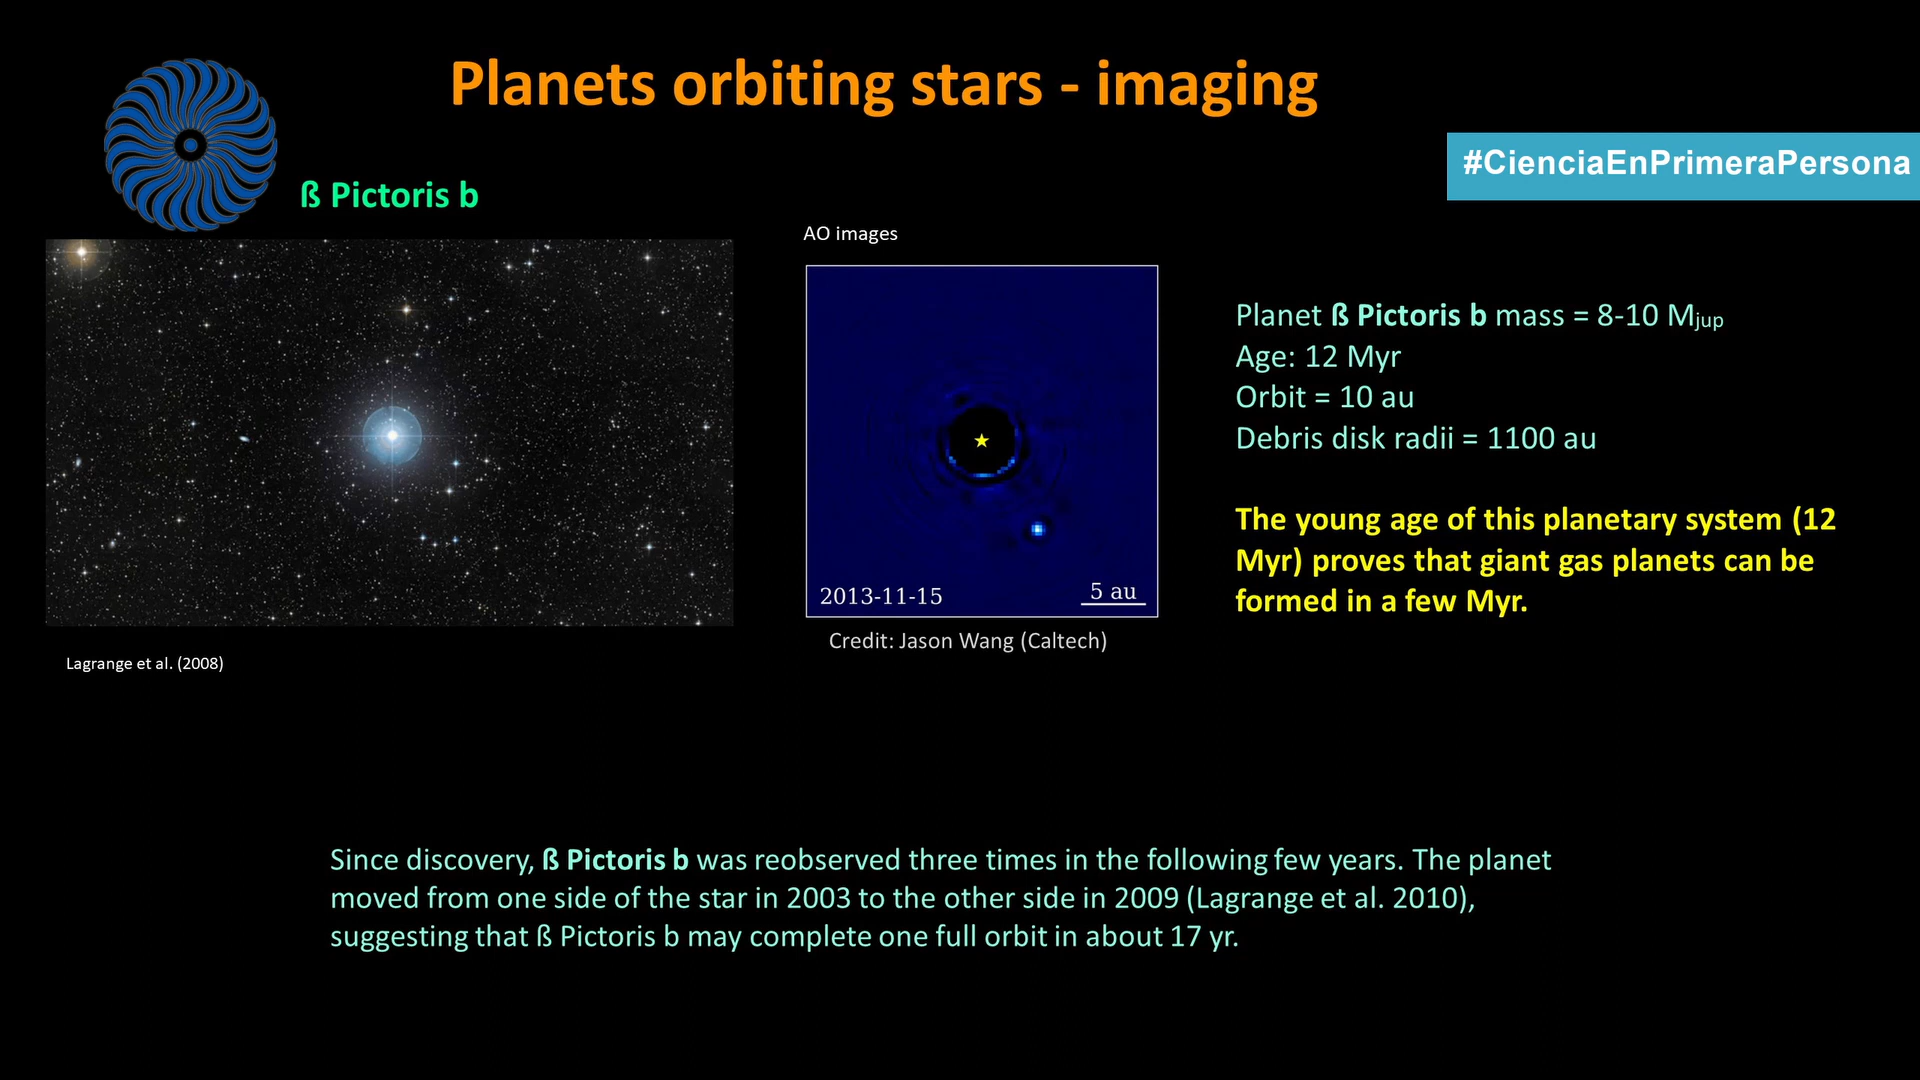 Planets orbiting stars - imaging
#CienciaEnPrimeraPersona
ß Pictoris b
AO images
2013-11-15
5 au
Credit: Jason Wang (Caltech)
Lagrange et al. (2008)
Planet ß Pictoris b mass = 8-10 Mjup
Age: 12 Myr
Orbit = 10 au
Debris disk radii = 1100 au
The young age of this planetary system (12
Myr) proves that giant gas planets can be
formed in a few Myr.
Since discovery, ß Pictoris b was reobserved three times in the following few years. The planet
moved from one side of the star in 2003 to the other side in 2009 (Lagrange et al. 2010),
suggesting that ß Pictoris b may complete one full orbit in about 17 yr.